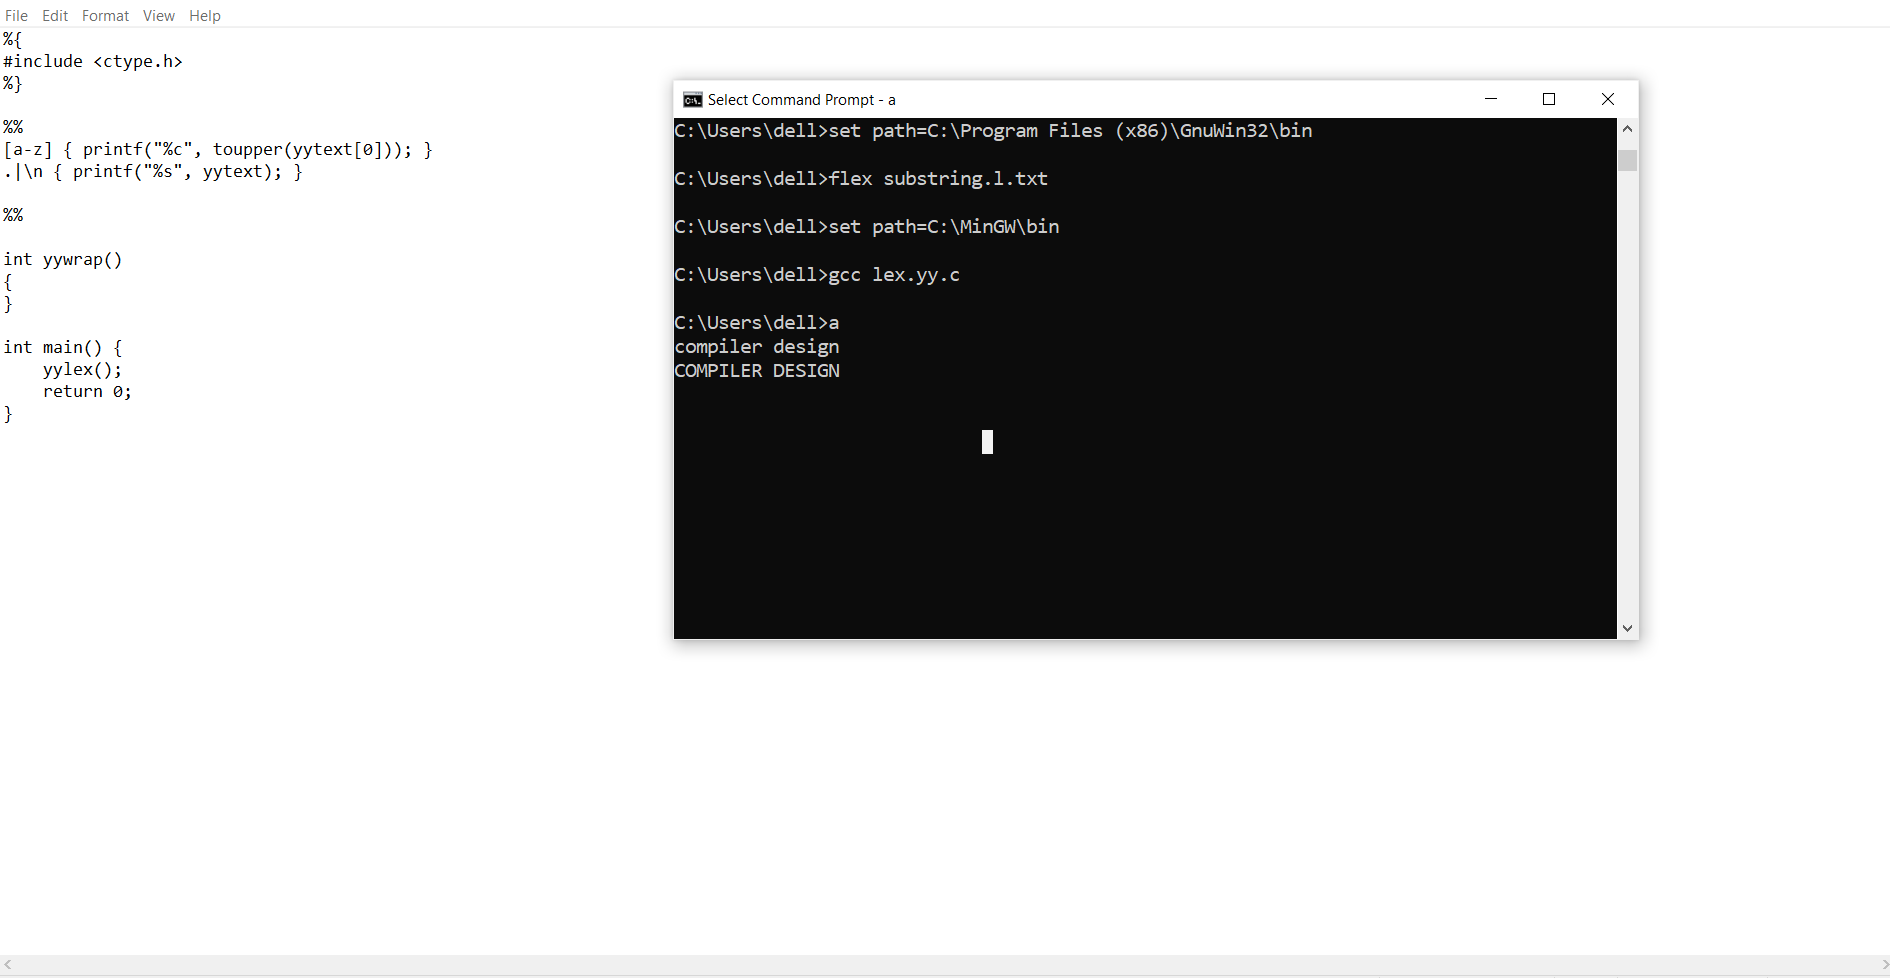 File Edit Format View Help
%{
#include <ctype.h>
%}
%%
[a-z] { printf("%c", toupper(yytext[0])); }
.|\n { printf("%s", yytext); }
%%
int yywrap()
{
}
int main() {
    yylex();
    return 0;
}
Select Command Prompt - a
C:\Users\dell>set path=C:\Program Files (x86)\GnuWin32\bin
C:\Users\dell>flex substring.l.txt
C:\Users\dell>set path=C:\MinGW\bin
C:\Users\dell>gcc lex.yy.c
C:\Users\dell>a
compiler design
COMPILER DESIGN